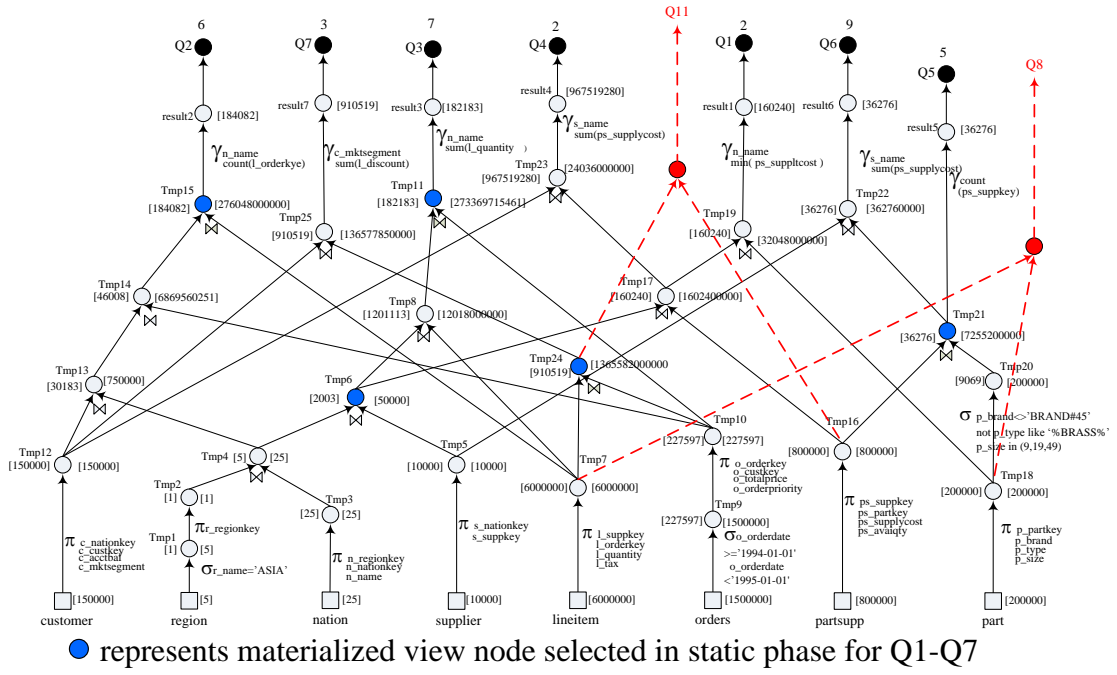 6 3 7 2 Q11 2 9
Q2 Q7 Q3 Q4 Q1 Q6 5 Q8
Q5
result2 [184082]
result7 [910519]
result3 [182183]
result4 [967519280]
result1 [160240]
result6 [36276]
result5 [36276]
γ n_name
count(l_orderkye)
γ c_mktsegment
sum(l_discount)
γ n_name
sum(l_quantity )
γ s_name
sum(ps_supplycost)
γ n_name
min( ps_suppltcost )
γ s_name
sum(ps_supplycost)
γ count
(ps_suppkey)
Tmp15
[184082] [276048000000]
⋈
Tmp25
[910519] [136577850000]
⋈
Tmp11
[182183] [27336971546]
⋈
Tmp23
[967519280] [24036000000]
⋈
Tmp19
[160240] [32048000000]
⋈
Tmp22
[36276] [362760000]
⋈
Tmp14
[46008] [6869560251]
⋈
Tmp8
[1201113] [12018000000]
⋈
Tmp17
[160240] [1602400000]
⋈
Tmp21
[36276] [7255200000]
⋈
Tmp13
[30183] [750000]
⋈
Tmp6
[2003] [50000]
⋈
Tmp24
[910519] [1365582000000
⋈
Tmp20
[9069] [200000]
σ p_brand<>'BRAND#45'
not p_type like ‘%BRASS%’
p_size in (9,19,49)
Tmp12
[150000] [150000]
Tmp4
[5] [25]
⋈
Tmp5
[10000] [10000]
Tmp7
[6000000] [6000000]
Tmp10
[227597] [227597]
Tmp16
[800000] [800000]
Tmp18
[200000] [200000]
Tmp2
[1] [1]
Tmp3
[25] [25]
Tmp9
[227597] [1500000]
Tmp1
[1] [5]
π c_nationkey
c_custkey
c_acctbal
c_mktsegment
π r_regionkey
σ r_name='ASIA'
π n_regionkey
n_nationkey
n_name
π s_nationkey
s_suppkey
π l_suppkey
l_orderkey
l_quantity
l_tax
π o_orderkey
o_custkey
o_totalprice
o_orderpriority
σ o_orderdate
>='1994-01-01'
o_orderdate
<'1995-01-01'
π ps_suppkey
ps_partkey
ps_supplycost
ps_avaiqty
π p_partkey
p_brand
p_type
p_size
[150000] [5] [25] [10000] [6000000] [1500000] [800000] [200000]
customer region nation supplier lineitem orders partsupp part
represents materialized view node selected in static phase for Q1-Q7